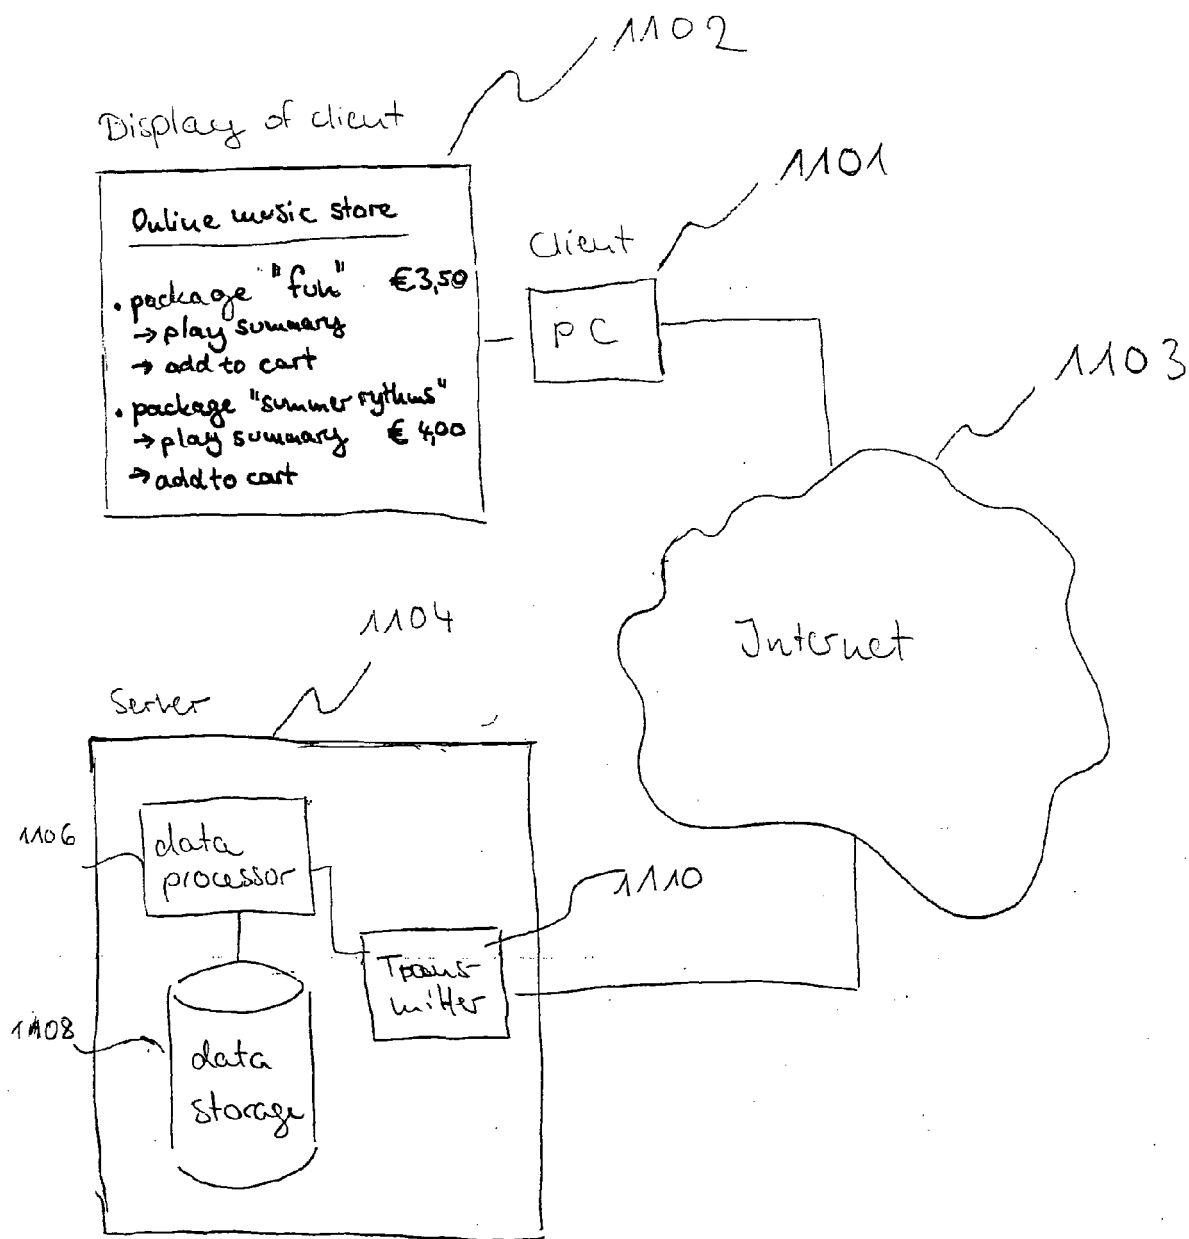 1102
Display of client
1101
Online music store
Client
• package "fun" €3,50
→ play summary
→ add to cart
PC
1103
• package "summer rythms"
→ play summary € 4,00
→ add to cart
Internet
1104
Server
1106
data
processor
1110
Trans-
mitter
1108
data
storage